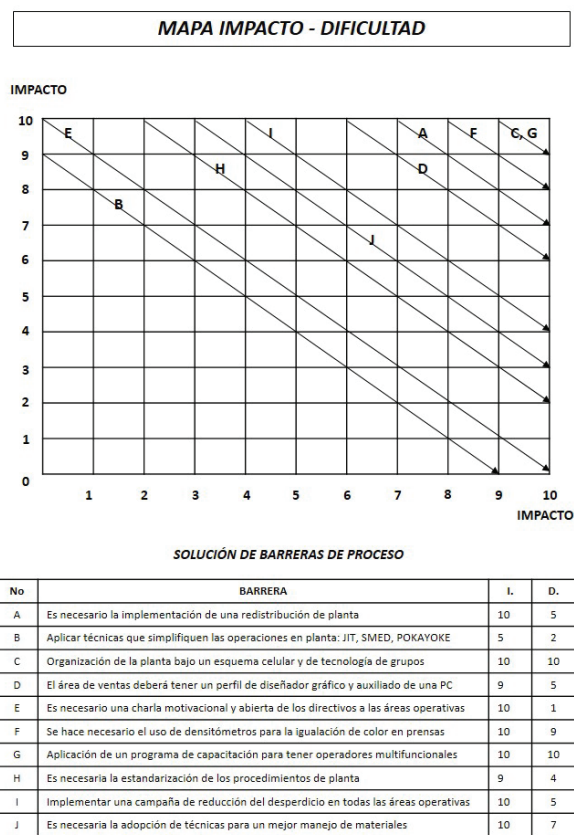 MAPA IMPACTO - DIFICULTAD
IMPACTO
10
E I A F C, G
9
H D
8
B
7
J
6
5
4
3
2
1
0
1 2 3 4 5 6 7 8 9 10
IMPACTO
SOLUCIÓN DE BARRERAS DE PROCESO
No BARRERA I. D.
A Es necesario la implementación de una redistribución de planta 10 5
B Aplicar técnicas que simplifiquen las operaciones en planta: JIT, SMED, POKAYOKE 5 2
C Organización de la planta bajo un esquema celular y de tecnología de grupos 10 10
D El área de ventas deberá tener un perfil de diseñador gráfico y auxiliado de una PC 9 5
E Es necesario una charla motivacional y abierta de los directivos a las áreas operativas 10 1
F Se hace necesario el uso de densitómetros para la igualación de color en prensas 10 9
G Aplicación de un programa de capacitación para tener operadores multifuncionales 10 10
H Es necesaria la estandarización de los procedimientos de planta 9 4
I Implementar una campaña de reducción del desperdicio en todas las áreas operativas 10 5
J Es necesaria la adopción de técnicas para un mejor manejo de materiales 10 7